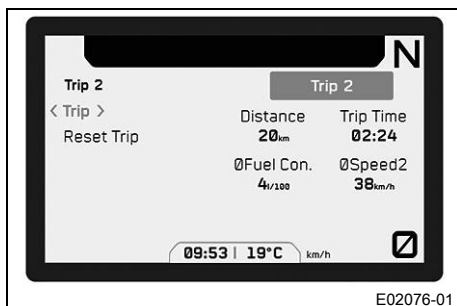 N
Trip 2 Trip 2
< Trip > Distance Trip Time
Reset Trip 20km 02:24
ØFuel Con. ØSpeed2
4l/100 38km/h
09:53 | 19°C km/h 0
E02076-01